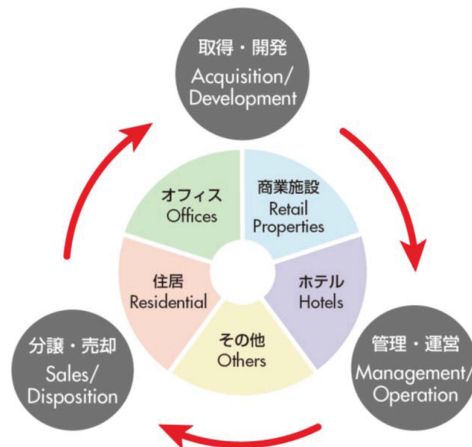 取得・開発
Acquisition/
Development
オフィス
Offices
商業施設
Retail
Properties
住居
Residential
ホテル
Hotels
その他
Others
分譲・売却
Sales/
Disposition
管理・運営
Management/
Operation